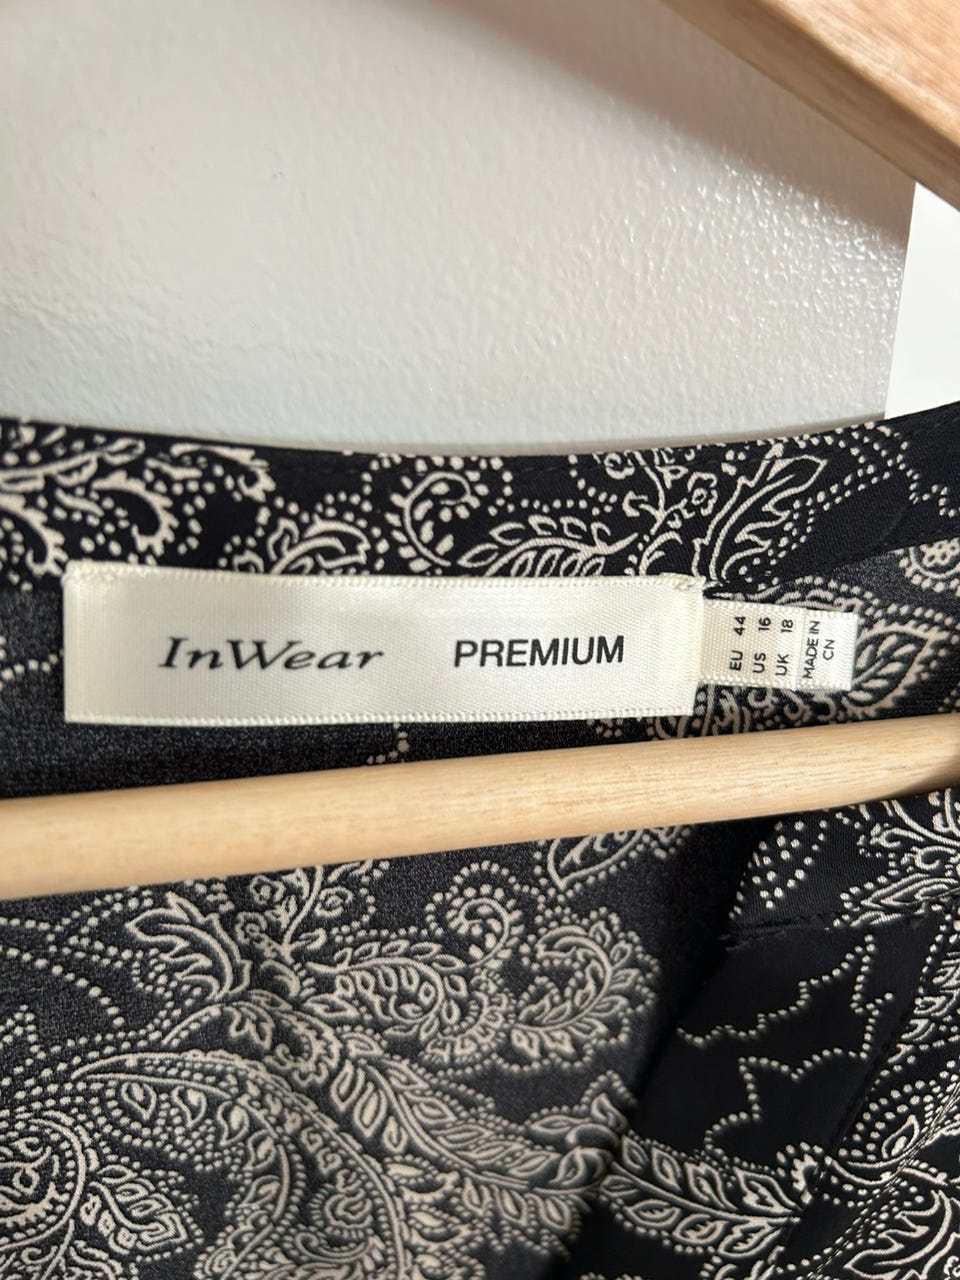 InWear PREMIUM
EU 44
US 16
UK 18
MADE IN
CN